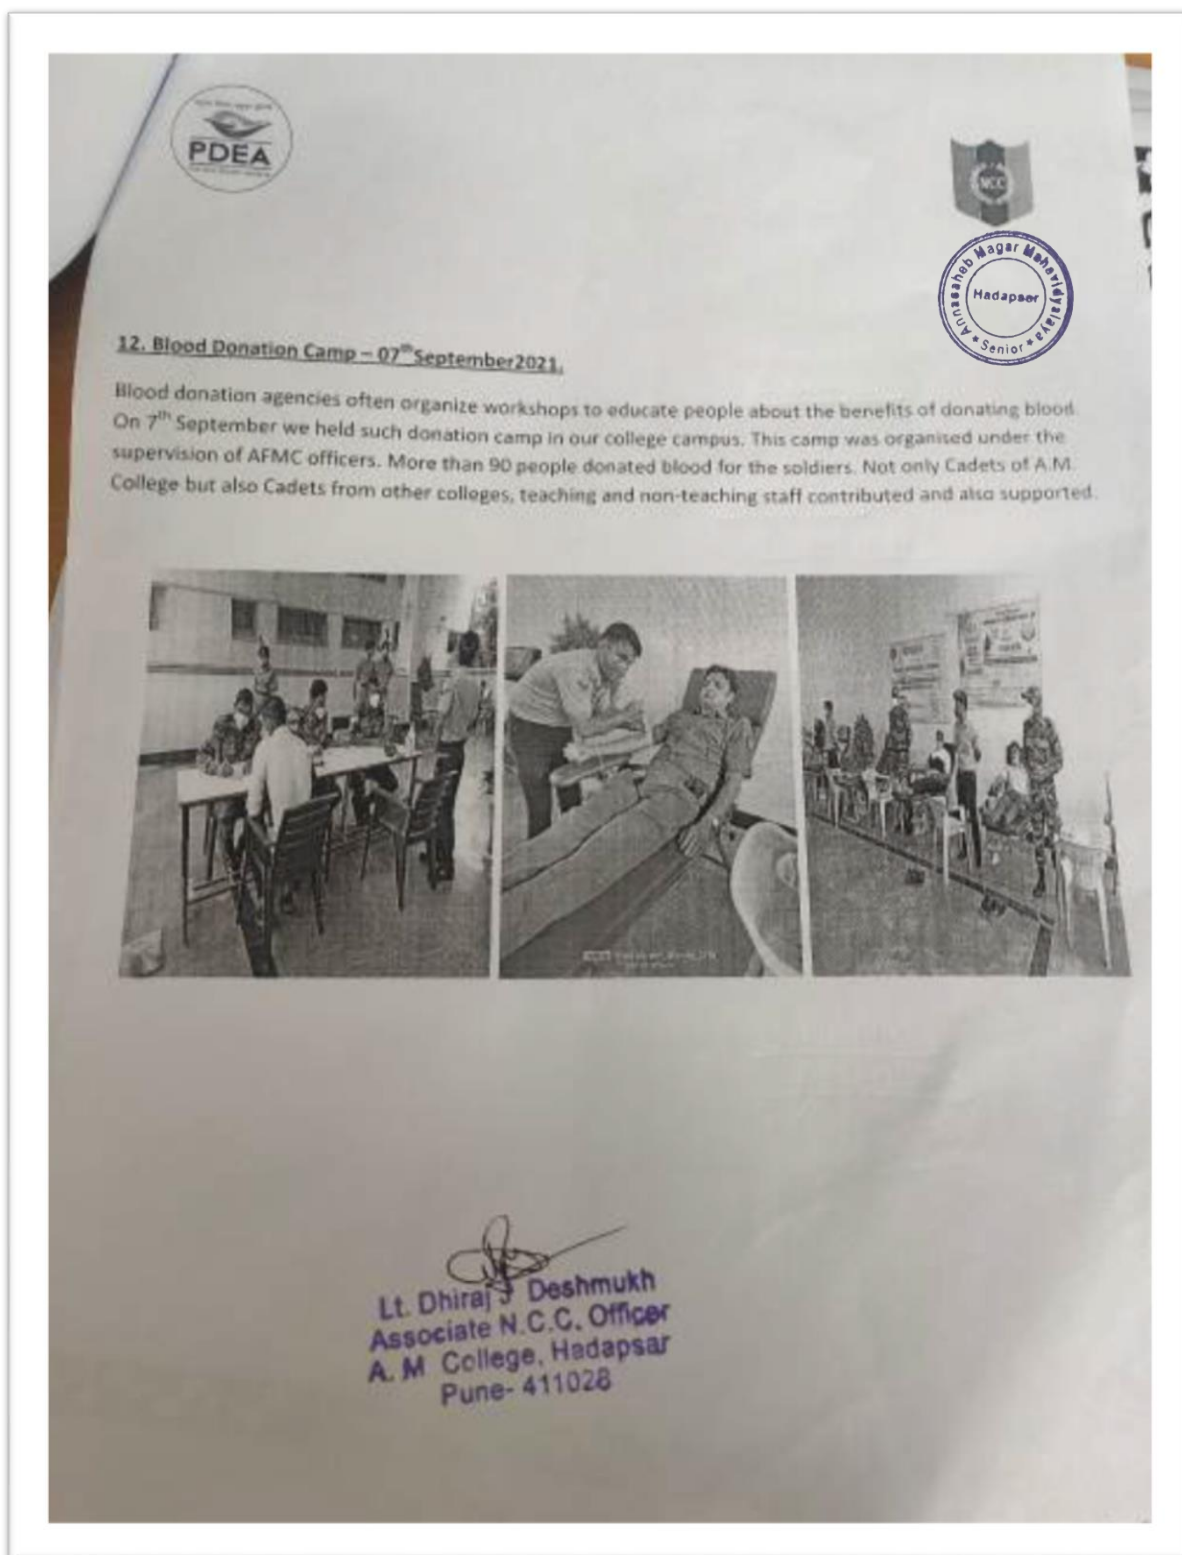 PDEA
NCC
Annasaheb Magar Mahavidyalaya
Hadapser
★ Senior ★
12. Blood Donation Camp – 07thSeptember2021.
Blood donation agencies often organize workshops to educate people about the benefits of donating blood.
On 7th September we held such donation camp in our college campus. This camp was organised under the
supervision of AFMC officers. More than 90 people donated blood for the soldiers. Not only Cadets of A.M.
College but also Cadets from other colleges, teaching and non-teaching staff contributed and also supported.
Lt. Dhiraj J Deshmukh
Associate N.C.C. Officer
A. M College, Hadapsar
Pune- 411028